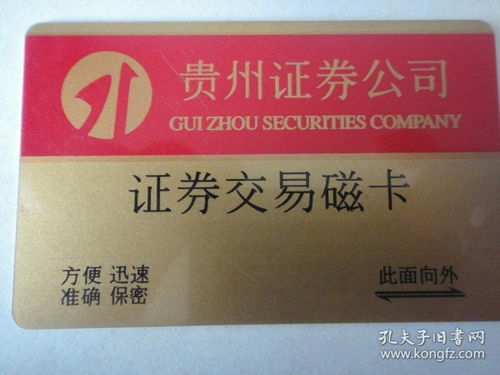 贵州证券公司
GUI ZHOU SECURITIES COMPANY
证券交易磁卡
方便 迅速
准确 保密
此面向外
孔夫子旧书网
www.kongfz.com